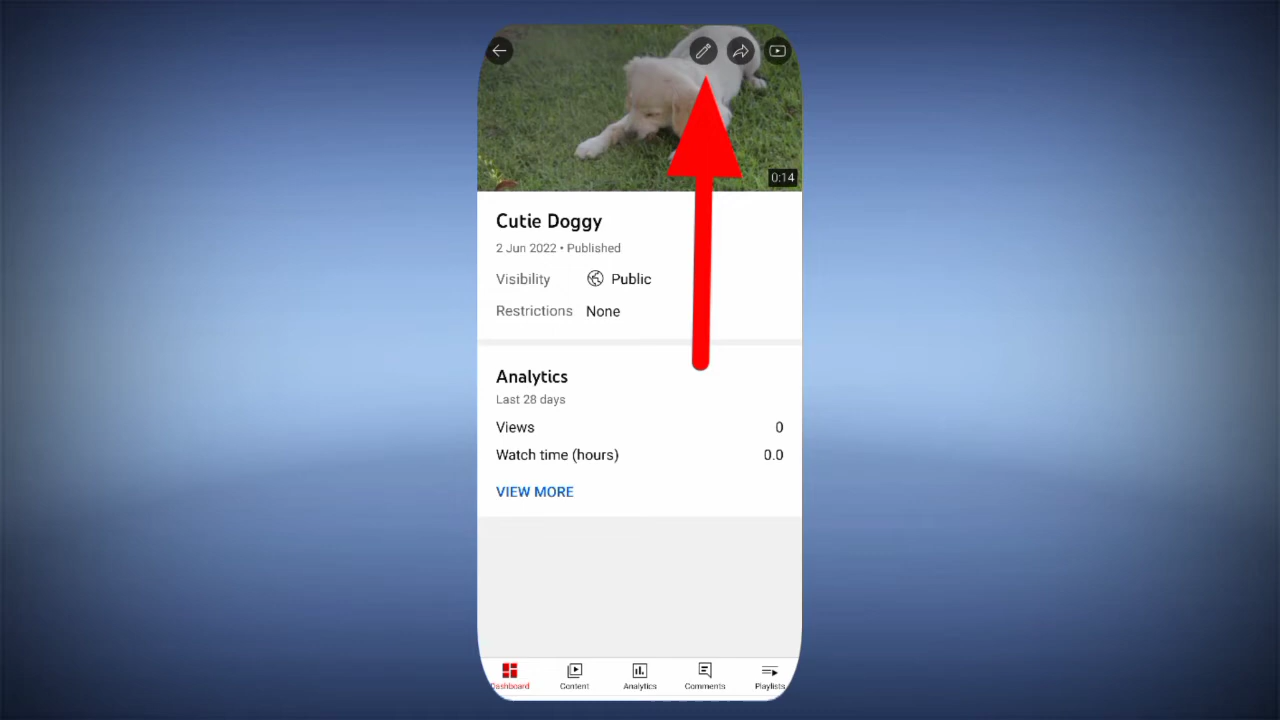 0:14
Cutie Doggy
2 Jun 2022 • Published
Visibility Public
Restrictions None
Analytics
Last 28 days
Views 0
Watch time (hours) 0.0
VIEW MORE
Dashboard Content Analytics Comments Playlists